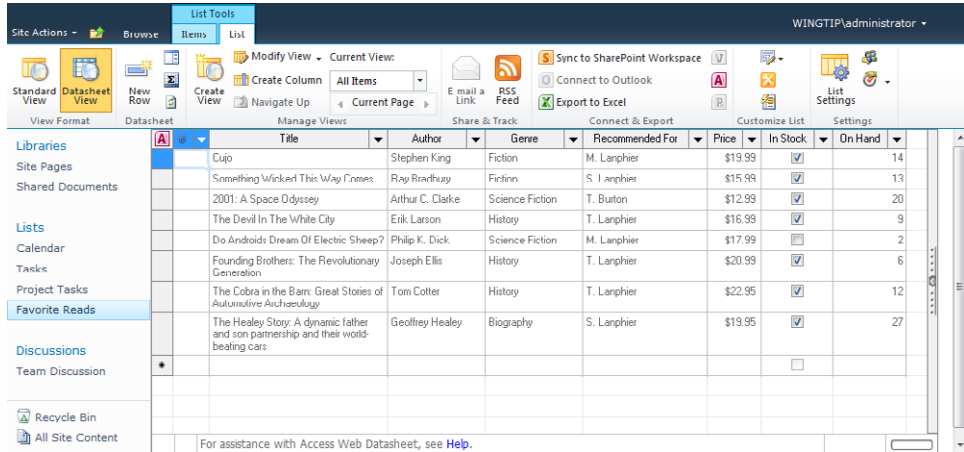 List Tools
WINGTIP\administrator
Site Actions Browse Items List
Modify View Current View:
Sync to SharePoint Workspace
Create Column All Items
Connect to Outlook
Navigate Up Current Page
Export to Excel
Standard View
Datasheet View
New Row
Create View
E-mail a Link
RSS Feed
List Settings
View Format Datasheet Manage Views Share & Track Connect & Export Customize List Settings
Libraries
Site Pages
Shared Documents
Lists
Calendar
Tasks
Project Tasks
Favorite Reads
Discussions
Team Discussion
Recycle Bin
All Site Content
Title Author Genre Recommended For Price In Stock On Hand
Cujo Stephen King Fiction M. Lanphier $19.99 14
Something Wicked This Way Comes Ray Bradbury Fiction S. Lanphier $15.99 13
2001: A Space Odyssey Arthur C. Clarke Science Fiction T. Burton $12.99 20
The Devil In The White City Erik Larson History T. Lanphier $16.99 9
Do Androids Dream Of Electric Sheep? Philip K. Dick Science Fiction M. Lanphier $17.99 2
Founding Brothers: The Revolutionary Joseph Ellis History T. Lanphier $20.99 6
Generation
The Cobra in the Barn: Great Stories of Tom Cotter History T. Lanphier $22.95 12
Automotive Archaeology
The Healey Story: A dynamic father Geoffrey Healey Biography S. Lanphier $19.95 27
and son partnership and their world-
beating cars
For assistance with Access Web Datasheet, see Help.